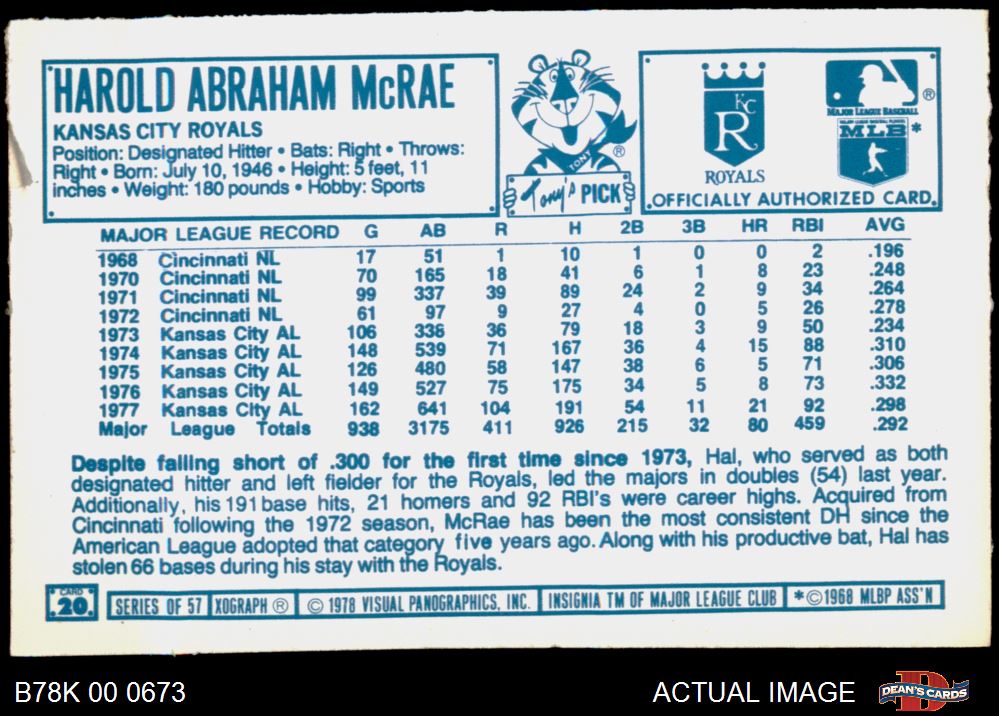 HAROLD ABRAHAM McRAE
KANSAS CITY ROYALS
Position: Designated Hitter • Bats: Right • Throws:
Right • Born: July 10, 1946 • Height: 5 feet, 11
inches • Weight: 180 pounds • Hobby: Sports
TONY
®
Tony's PICK
KC
R
ROYALS
®
MAJOR LEAGUE BASEBALL
MAJOR LEAGUE BASEBALL PLAYERS
MLB *
OFFICIALLY AUTHORIZED CARD.
MAJOR LEAGUE RECORD G AB R H 2B 3B HR RBI AVG
1968 Cincinnati NL 17 51 1 10 1 0 0 2 .196
1970 Cincinnati NL 70 165 18 41 6 1 8 23 .248
1971 Cincinnati NL 99 337 39 89 24 2 9 34 .264
1972 Cincinnati NL 61 97 9 27 4 0 5 26 .278
1973 Kansas City AL 106 338 36 79 18 3 9 50 .234
1974 Kansas City AL 148 539 71 167 36 4 15 88 .310
1975 Kansas City AL 126 480 58 147 38 6 5 71 .306
1976 Kansas City AL 149 527 75 175 34 5 8 73 .332
1977 Kansas City AL 162 641 104 191 54 11 21 92 .298
Major League Totals 938 3175 411 926 215 32 80 459 .292
Despite falling short of .300 for the first time since 1973, Hal, who served as both
designated hitter and left fielder for the Royals, led the majors in doubles (54) last year.
Additionally, his 191 base hits, 21 homers and 92 RBI's were career highs. Acquired from
Cincinnati following the 1972 season, McRae has been the most consistent DH since the
American League adopted that category five years ago. Along with his productive bat, Hal has
stolen 66 bases during his stay with the Royals.
CARD
20
SERIES OF 57 XOGRAPH ® © 1978 VISUAL PANOGRAPHICS, INC. INSIGNIA TM OF MAJOR LEAGUE CLUB *©1968 MLBP ASS'N
B78K 00 0673
ACTUAL IMAGE
DEAN'S CARDS